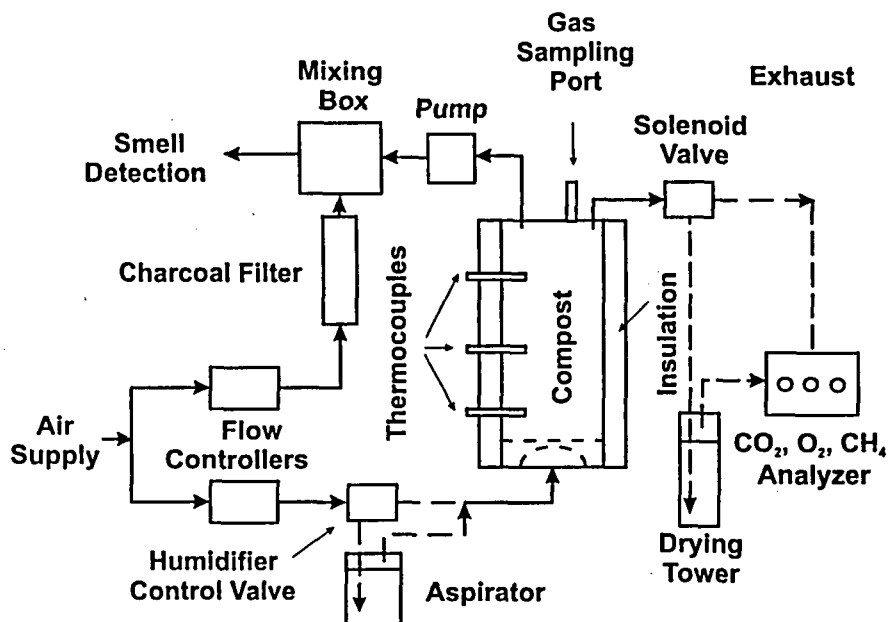 Gas
Sampling
Port
Exhaust
Mixing
Box
Pump
Solenoid
Valve
Smell
Detection
Charcoal Filter
Thermocouples
Compost
Insulation
Air
Supply
Flow
Controllers
CO₂, O₂, CH₄
Analyzer
Humidifier
Control Valve
Aspirator
Drying
Tower